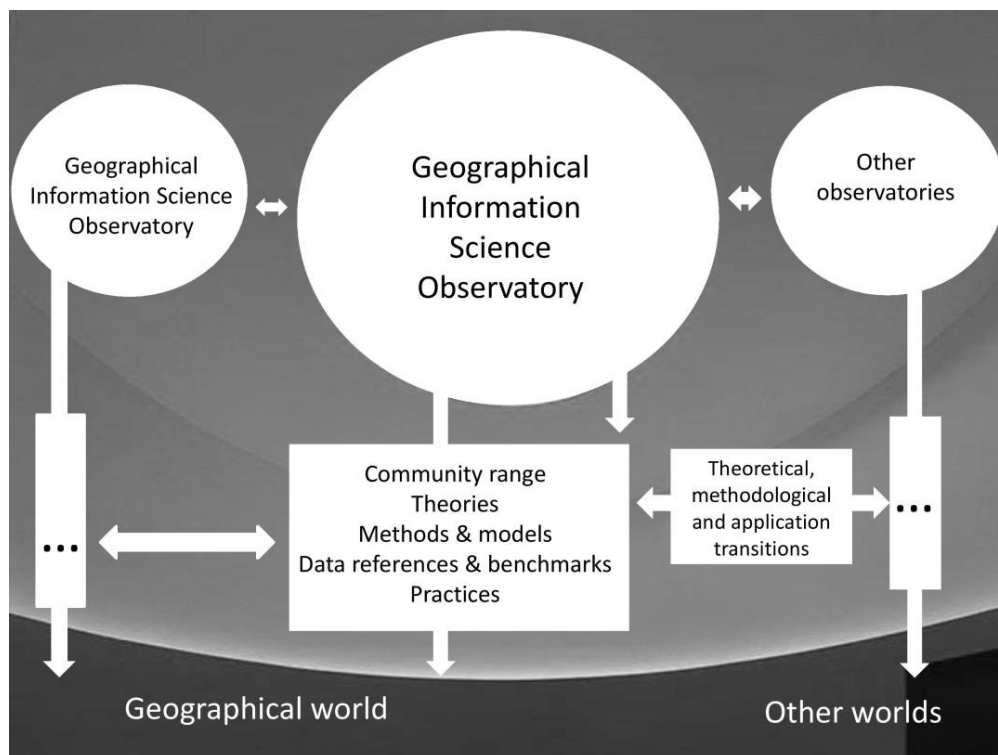 Geographical
Information Science
Observatory
Geographical
Information
Science
Observatory
Other
observatories
Community range
Theories
Methods & models
Data references & benchmarks
Practices
Theoretical,
methodological
and application
transitions
...
...
Geographical world
Other worlds